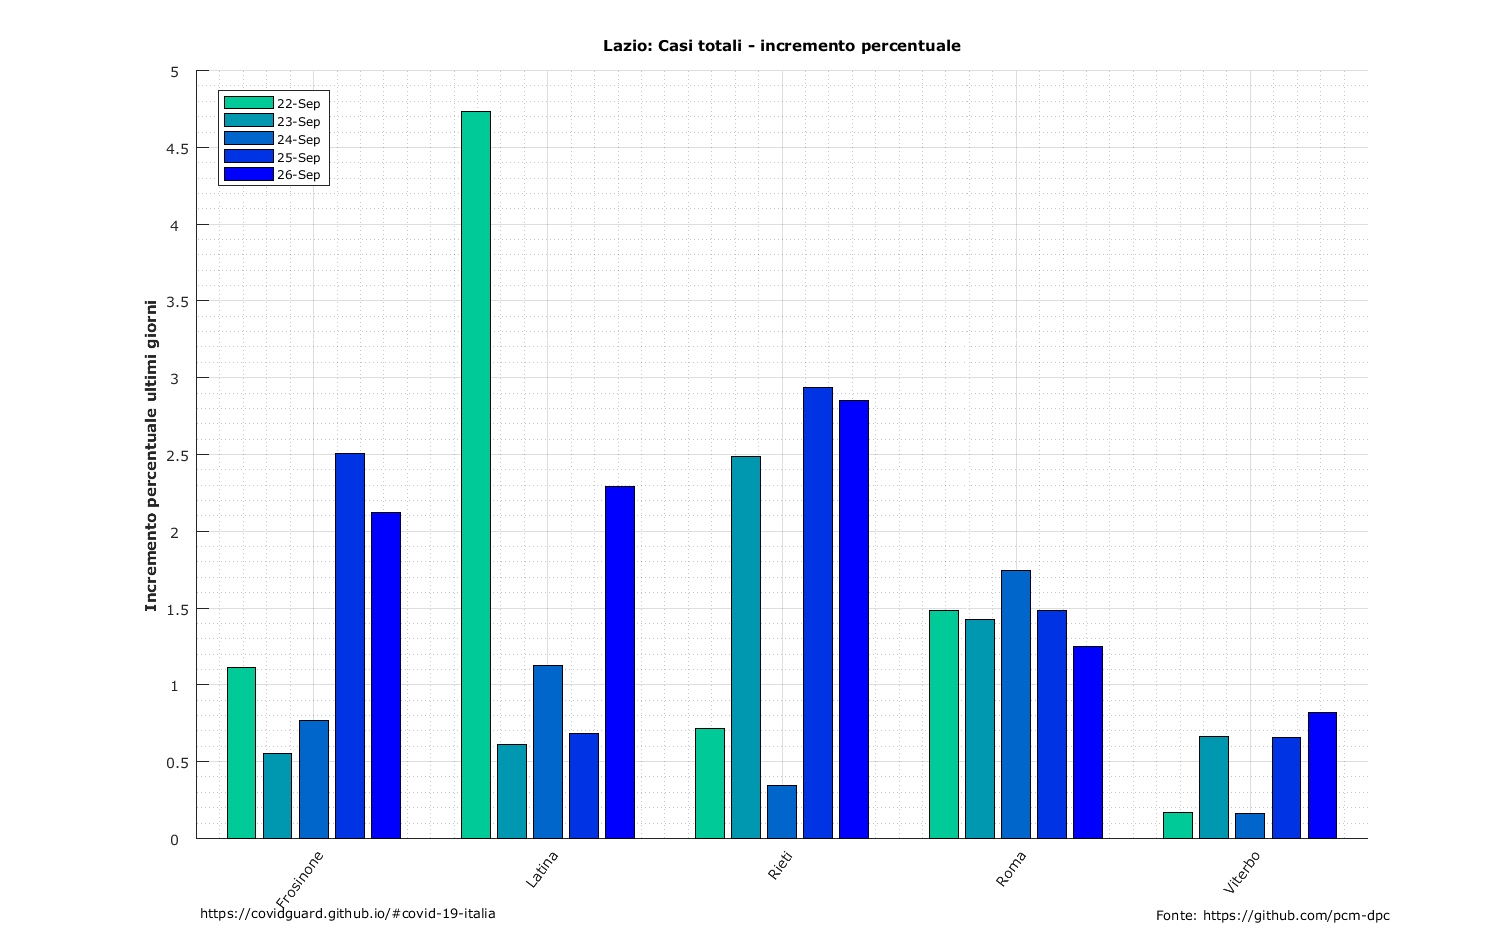 Lazio: Casi totali - incremento percentuale
22-Sep
23-Sep
24-Sep
25-Sep
26-Sep
Incremento percentuale ultimi giorni
5
4.5
4
3.5
3
2.5
2
1.5
1
0.5
0
Frosinone
Latina
Rieti
Roma
Viterbo
https://covidguard.github.io/#covid-19-italia
Fonte: https://github.com/pcm-dpc